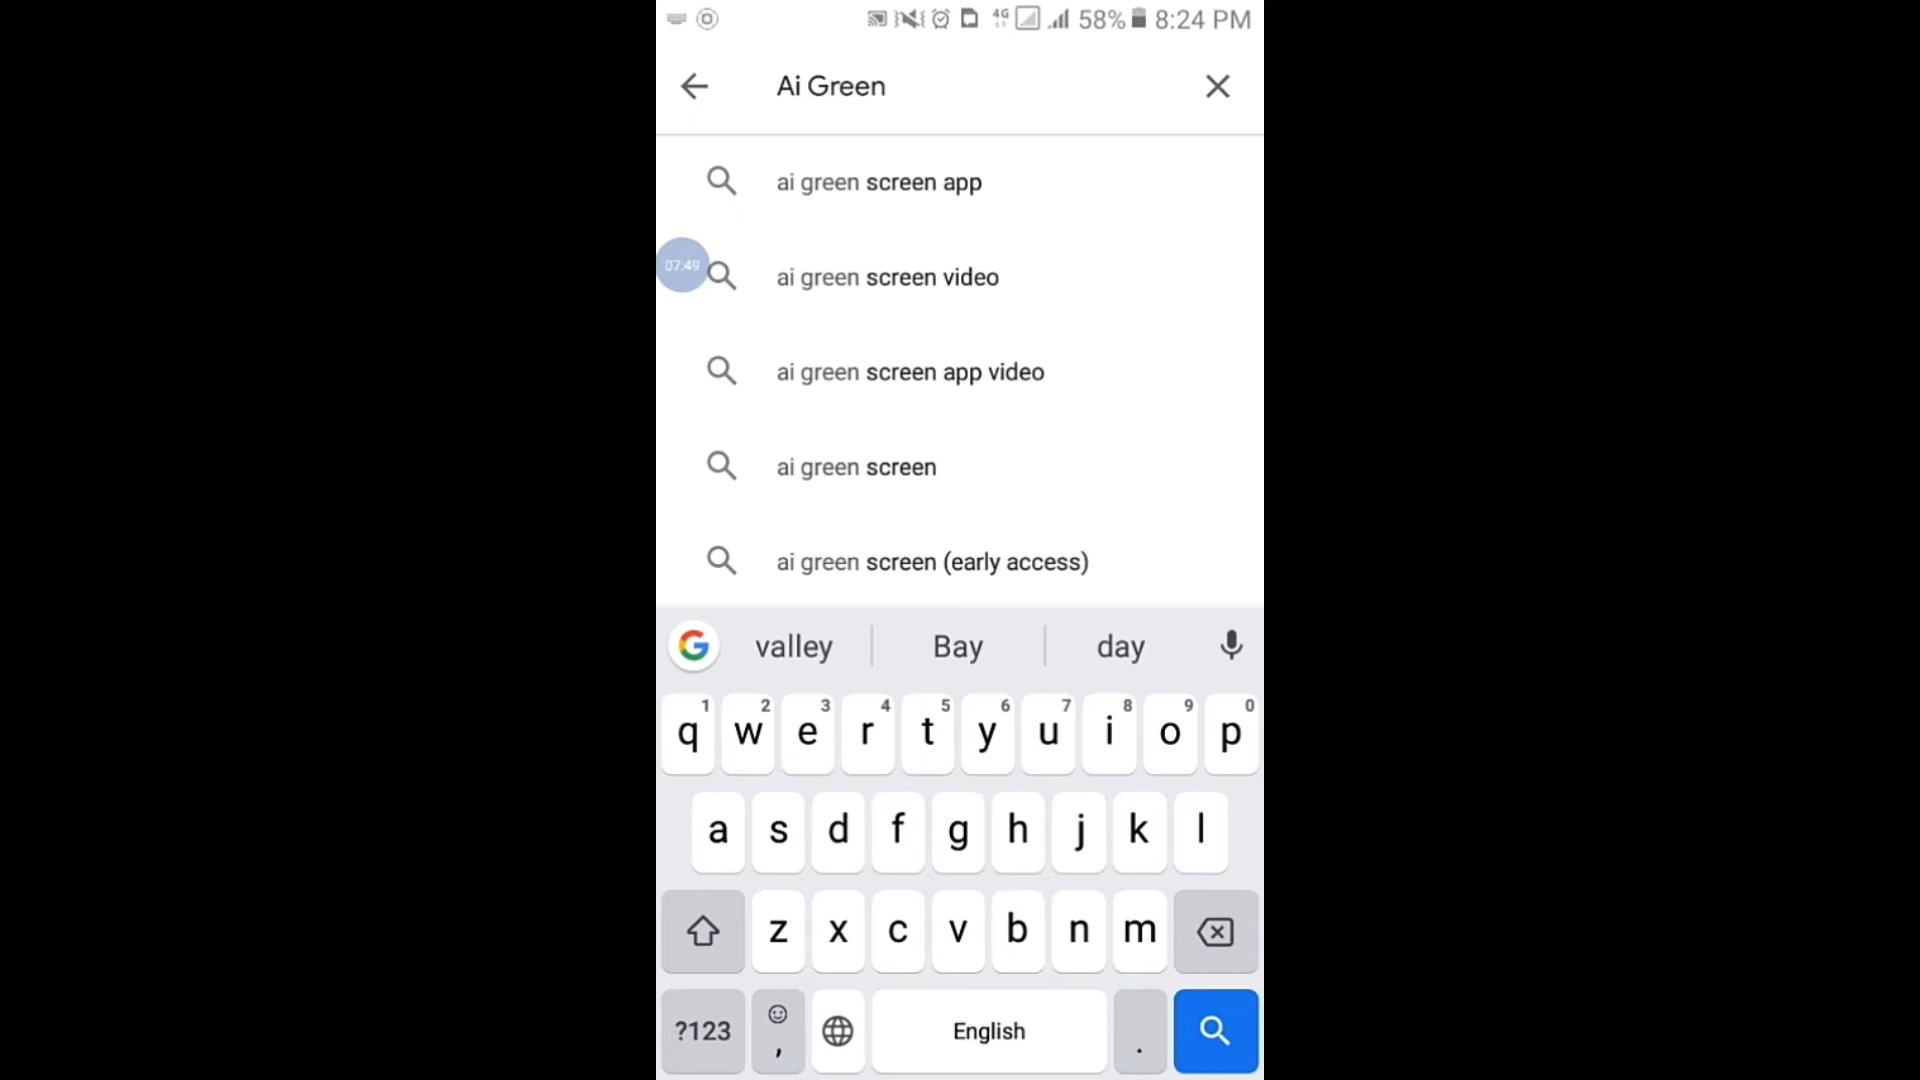 4G 58% 8:24 PM
Ai Green
ai green screen app
07:49
ai green screen video
ai green screen app video
ai green screen
ai green screen (early access)
G valley Bay day
1 2 3 4 5 6 7 8 9 0
q w e r t y u i o p
a s d f g h j k l
z x c v b n m
?123 , English .